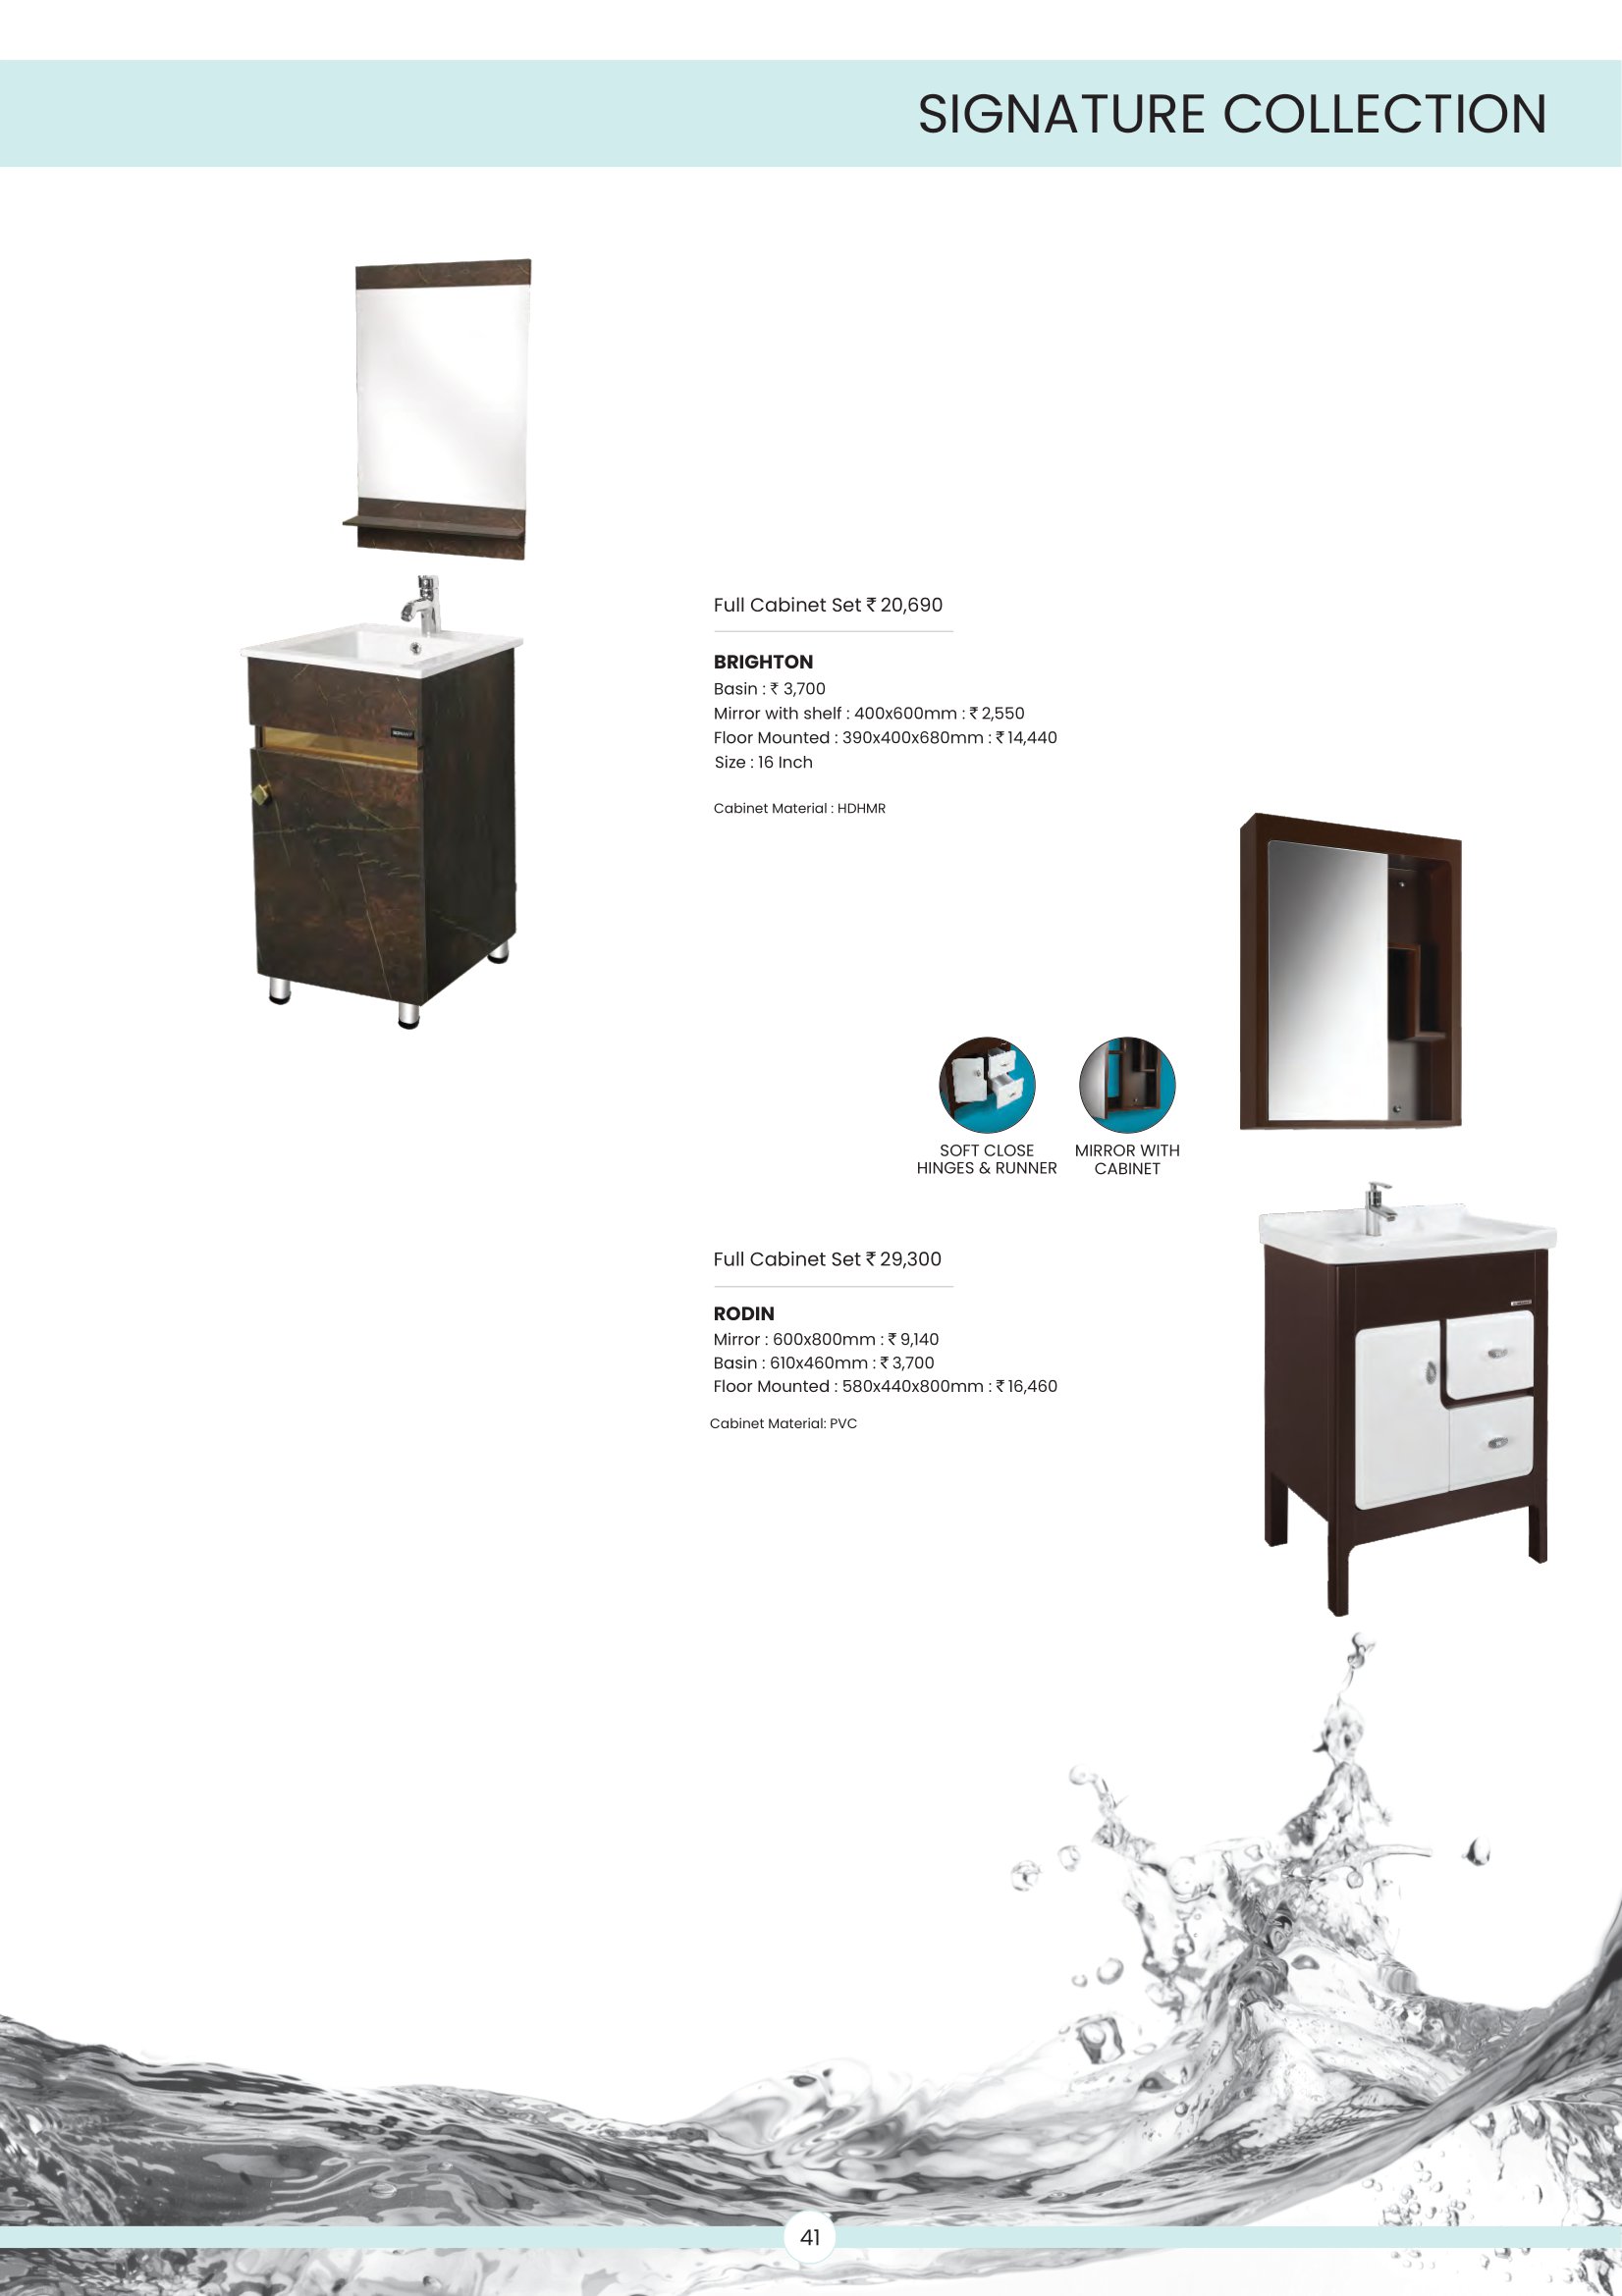 SIGNATURE COLLECTION
Full Cabinet Set ₹ 20,690
BRIGHTON
Basin : ₹ 3,700
Mirror with shelf : 400x600mm : ₹ 2,550
Floor Mounted : 390x400x680mm : ₹ 14,440
Size : 16 Inch
Cabinet Material : HDHMR
SOFT CLOSE
HINGES & RUNNER
MIRROR WITH
CABINET
Full Cabinet Set ₹ 29,300
RODIN
Mirror : 600x800mm : ₹ 9,140
Basin : 610x460mm : ₹ 3,700
Floor Mounted : 580x440x800mm : ₹ 16,460
Cabinet Material: PVC
41